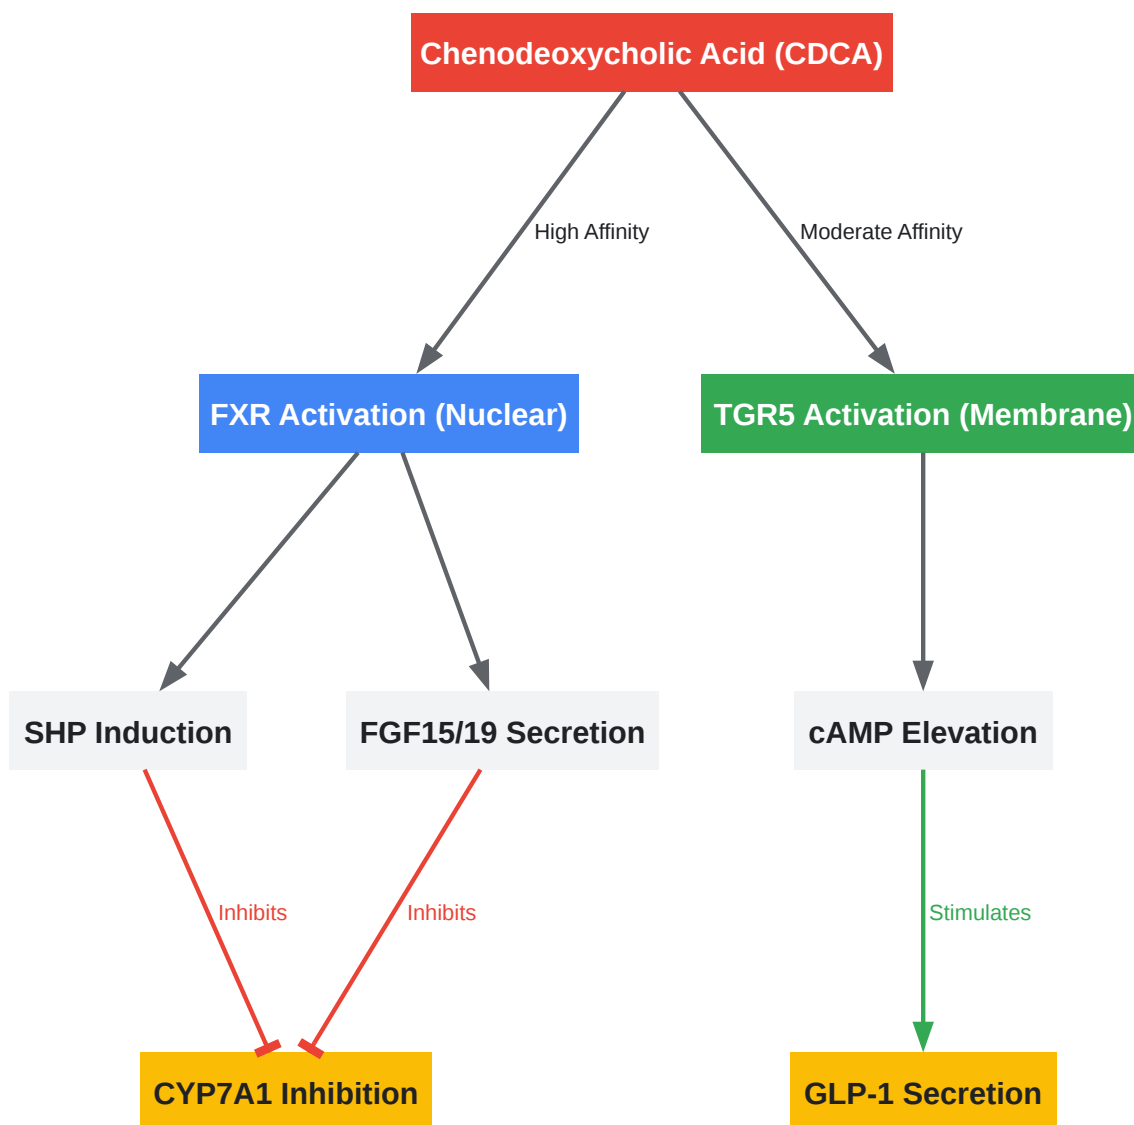 Chenodeoxycholic Acid (CDCA)
High Affinity
Moderate Affinity
FXR Activation (Nuclear)
TGR5 Activation (Membrane)
SHP Induction
FGF15/19 Secretion
cAMP Elevation
Inhibits
Inhibits
Stimulates
CYP7A1 Inhibition
GLP-1 Secretion